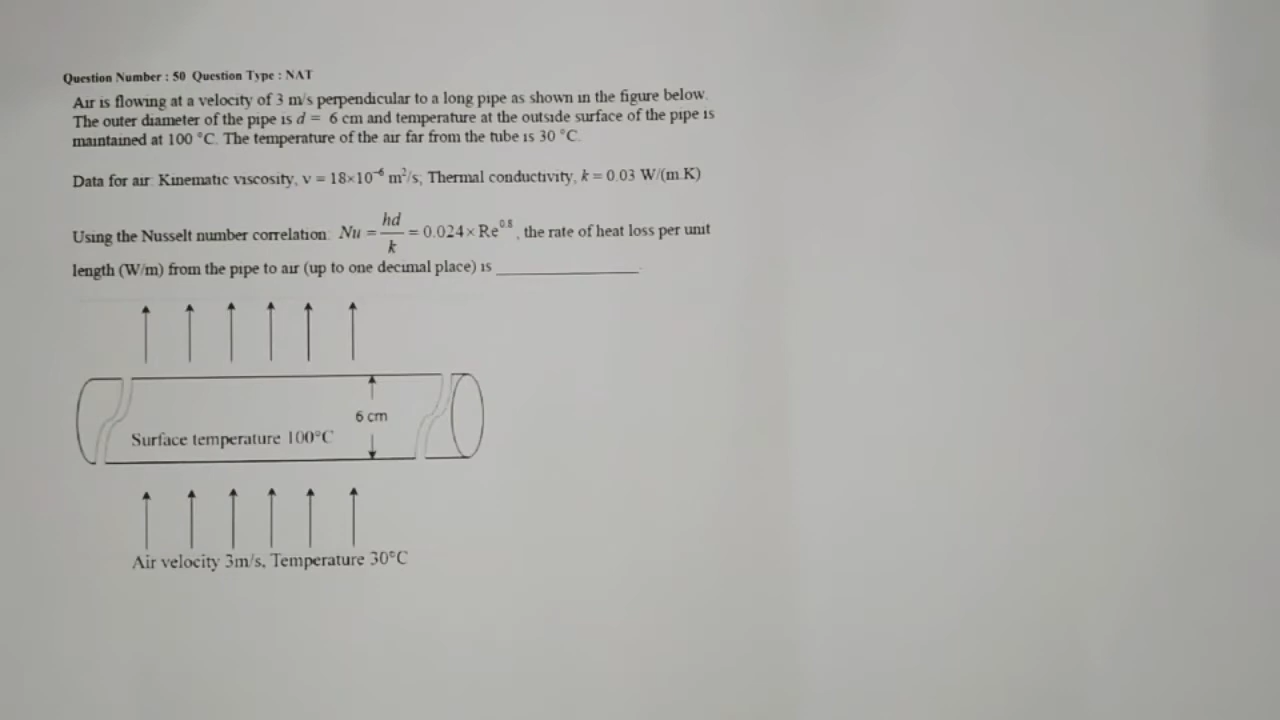 Question Number : 50 Question Type : NAT
Air is flowing at a velocity of 3 m/s perpendicular to a long pipe as shown in the figure below.
The outer diameter of the pipe is d = 6 cm and temperature at the outside surface of the pipe is
maintained at 100 °C. The temperature of the air far from the tube is 30 °C.
Data for air: Kinematic viscosity, ν = 18×10⁻⁶ m²/s; Thermal conductivity, k = 0.03 W/(m.K)
Using the Nusselt number correlation: Nu = hd/k = 0.024 × Re^0.8, the rate of heat loss per unit
length (W/m) from the pipe to air (up to one decimal place) is ____________
6 cm
Surface temperature 100°C
Air velocity 3m/s, Temperature 30°C